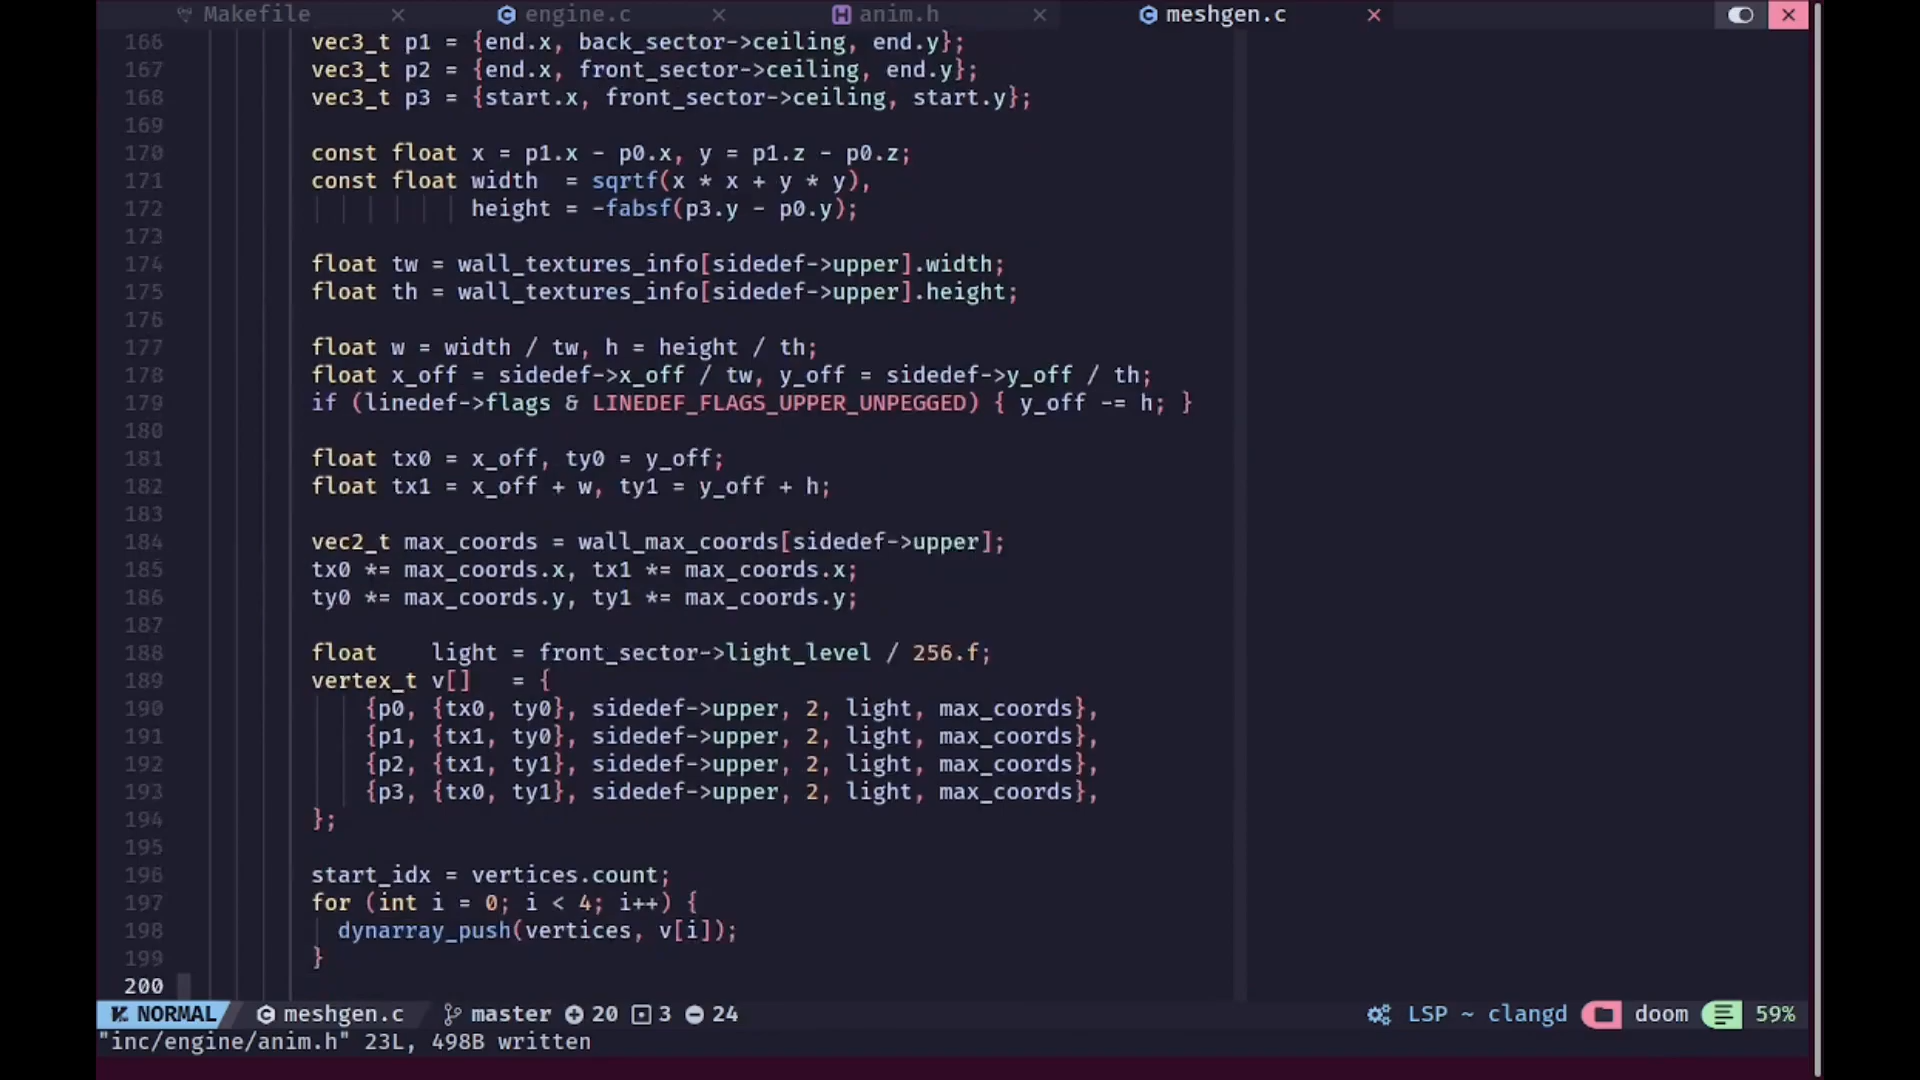 Makefile engine.c anim.h meshgen.c
166 vec3_t p1 = {end.x, back_sector->ceiling, end.y};
167 vec3_t p2 = {end.x, front_sector->ceiling, end.y};
168 vec3_t p3 = {start.x, front_sector->ceiling, start.y};
169
170 const float x = p1.x - p0.x, y = p1.z - p0.z;
171 const float width  = sqrtf(x * x + y * y),
172             height = -fabsf(p3.y - p0.y);
173
174 float tw = wall_textures_info[sidedef->upper].width;
175 float th = wall_textures_info[sidedef->upper].height;
176
177 float w = width / tw, h = height / th;
178 float x_off = sidedef->x_off / tw, y_off = sidedef->y_off / th;
179 if (linedef->flags & LINEDEF_FLAGS_UPPER_UNPEGGED) { y_off -= h; }
180
181 float tx0 = x_off, ty0 = y_off;
182 float tx1 = x_off + w, ty1 = y_off + h;
183
184 vec2_t max_coords = wall_max_coords[sidedef->upper];
185 tx0 *= max_coords.x, tx1 *= max_coords.x;
186 ty0 *= max_coords.y, ty1 *= max_coords.y;
187
188 float    light = front_sector->light_level / 256.f;
189 vertex_t v[]   = {
190     {p0, {tx0, ty0}, sidedef->upper, 2, light, max_coords},
191     {p1, {tx1, ty0}, sidedef->upper, 2, light, max_coords},
192     {p2, {tx1, ty1}, sidedef->upper, 2, light, max_coords},
193     {p3, {tx0, ty1}, sidedef->upper, 2, light, max_coords},
194 };
195
196 start_idx = vertices.count;
197 for (int i = 0; i < 4; i++) {
198   dynarray_push(vertices, v[i]);
199 }
200
NORMAL meshgen.c master 20 3 24 LSP ~ clangd doom 59%
"inc/engine/anim.h" 23L, 498B written